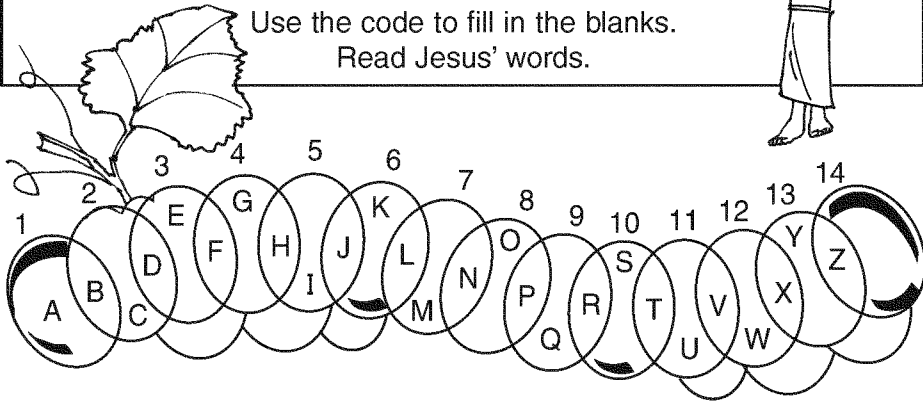 Use the code to fill in the blanks.
Read Jesus' words.
1 2 3 4 5 6 7 8 9 10 11 12 13 14
A B C D E F G H I J K L M N O P Q R S T U V W X Y Z